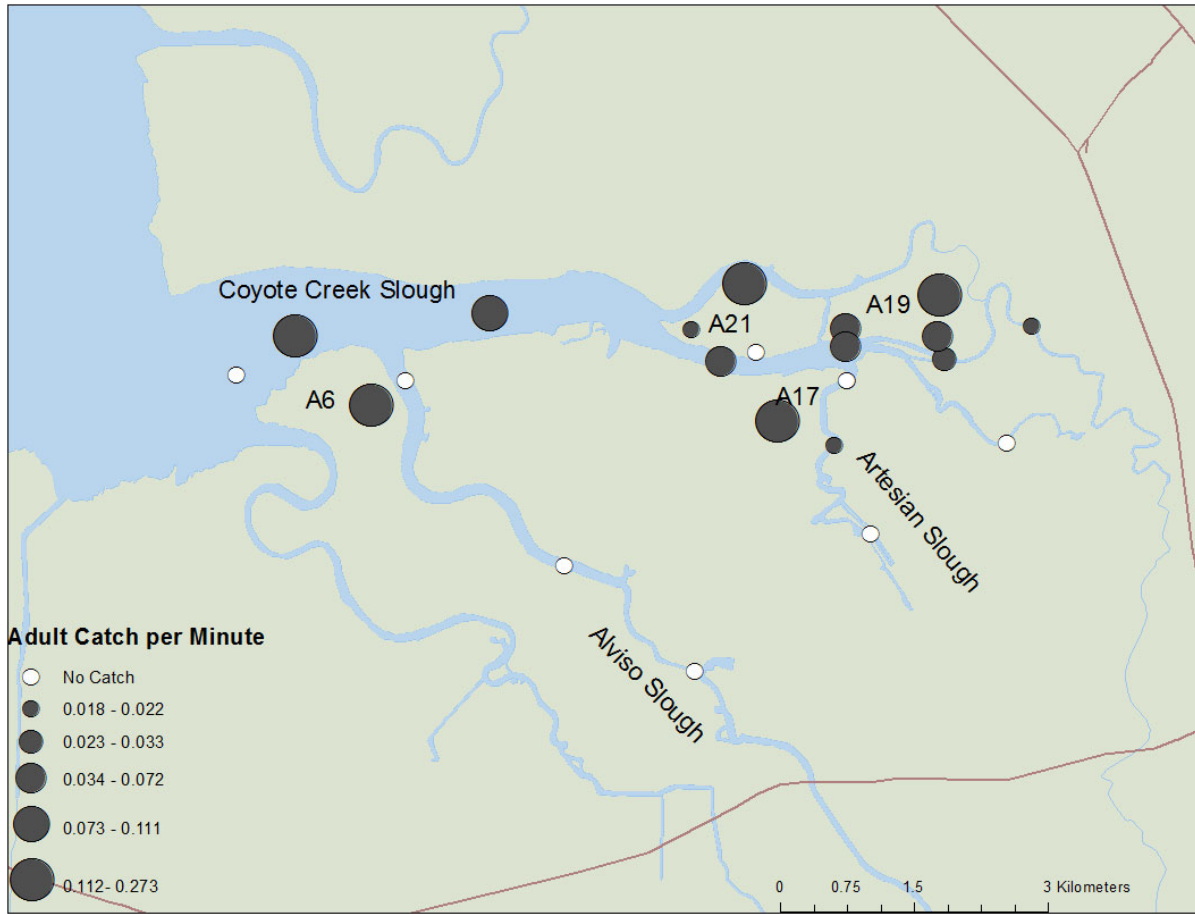 Coyote Creek Slough
A19
A21
A6
A17
Artesian Slough
Alviso Slough
Adult Catch per Minute
No Catch
0.018 - 0.022
0.023 - 0.033
0.034 - 0.072
0.073 - 0.111
0.112- 0.273
0 0.75 1.5 3 Kilometers